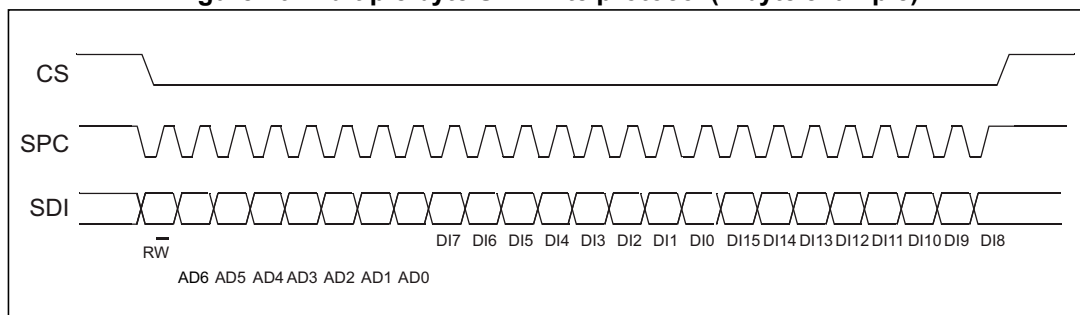 CS
SPC
SDI
RW
DI7 DI6 DI5 DI4 DI3 DI2 DI1 DI0 DI15 DI14 DI13 DI12 DI11 DI10 DI9 DI8
AD6 AD5 AD4 AD3 AD2 AD1 AD0